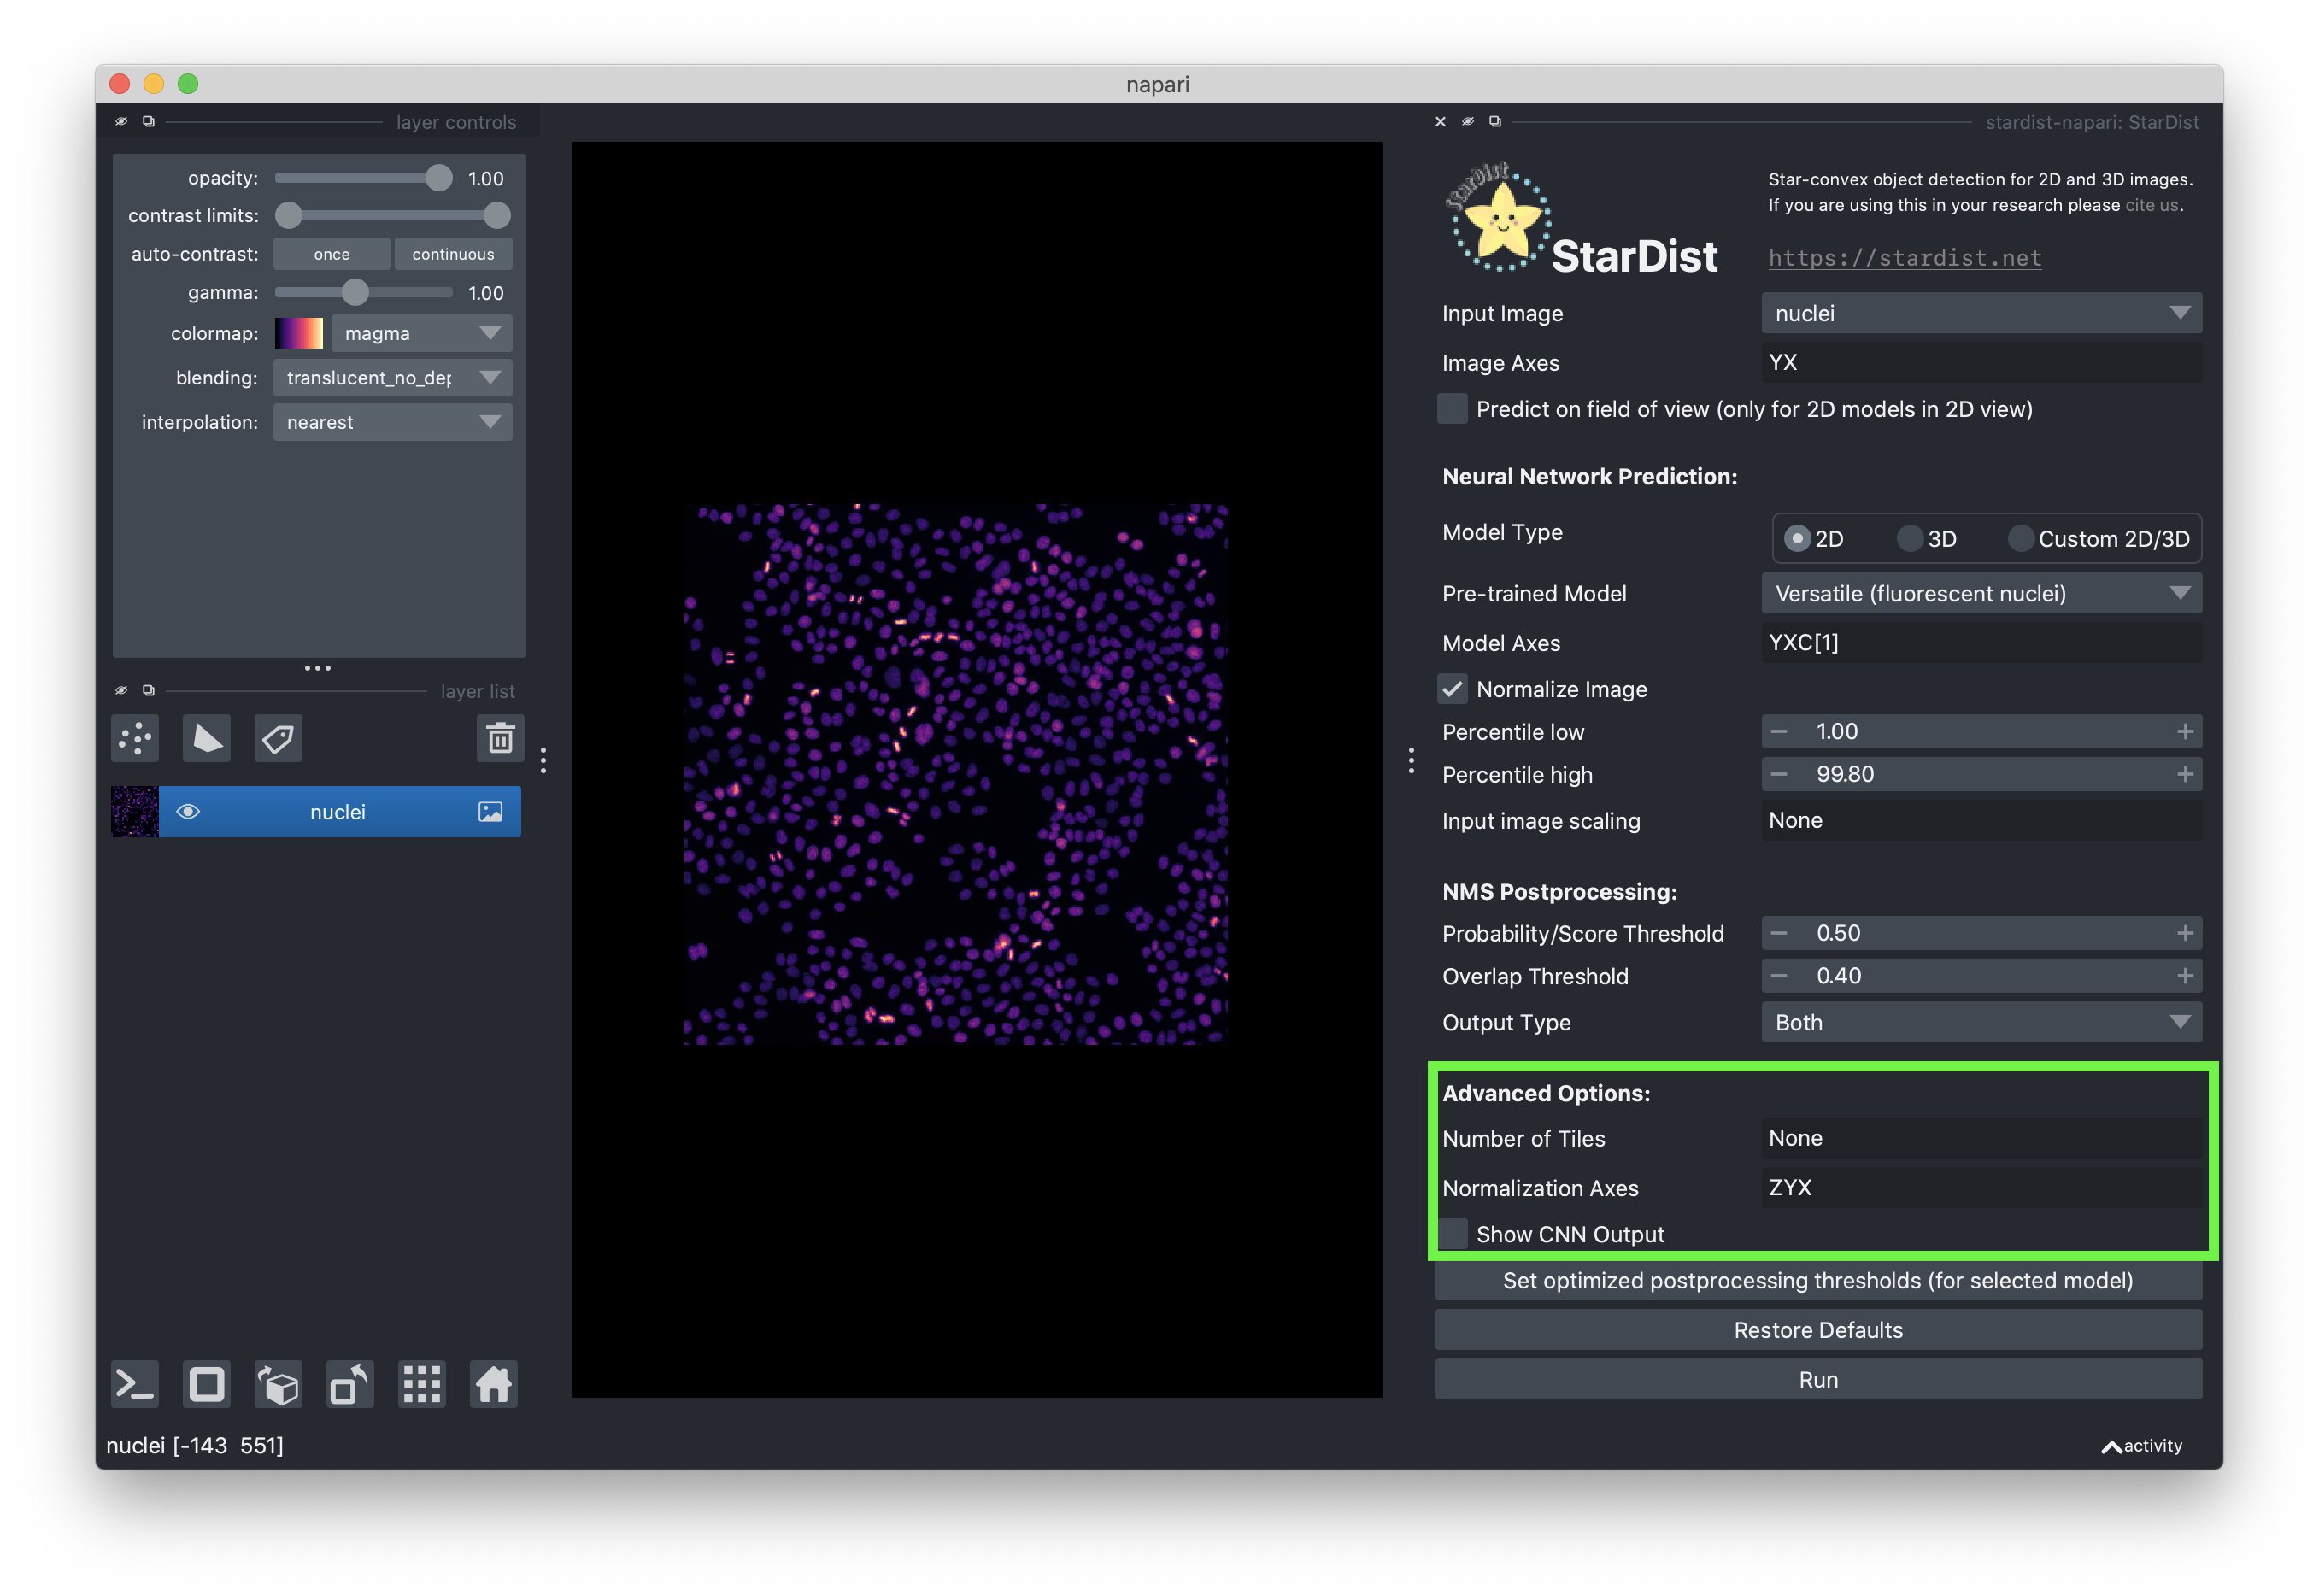 napari
layer controls
opacity: 1.00
contrast limits:
auto-contrast: once continuous
gamma: 1.00
colormap: magma
blending: translucent_no_dep
interpolation: nearest
layer list
nuclei
nuclei [-143 551]
stardist-napari: StarDist
StarDist
StarDist
Star-convex object detection for 2D and 3D images.
If you are using this in your research please cite us.
https://stardist.net
Input Image nuclei
Image Axes YX
Predict on field of view (only for 2D models in 2D view)
Neural Network Prediction:
Model Type 2D 3D Custom 2D/3D
Pre-trained Model Versatile (fluorescent nuclei)
Model Axes YXC[1]
Normalize Image
Percentile low 1.00
Percentile high 99.80
Input image scaling None
NMS Postprocessing:
Probability/Score Threshold 0.50
Overlap Threshold 0.40
Output Type Both
Advanced Options:
Number of Tiles None
Normalization Axes ZYX
Show CNN Output
Set optimized postprocessing thresholds (for selected model)
Restore Defaults
Run
activity